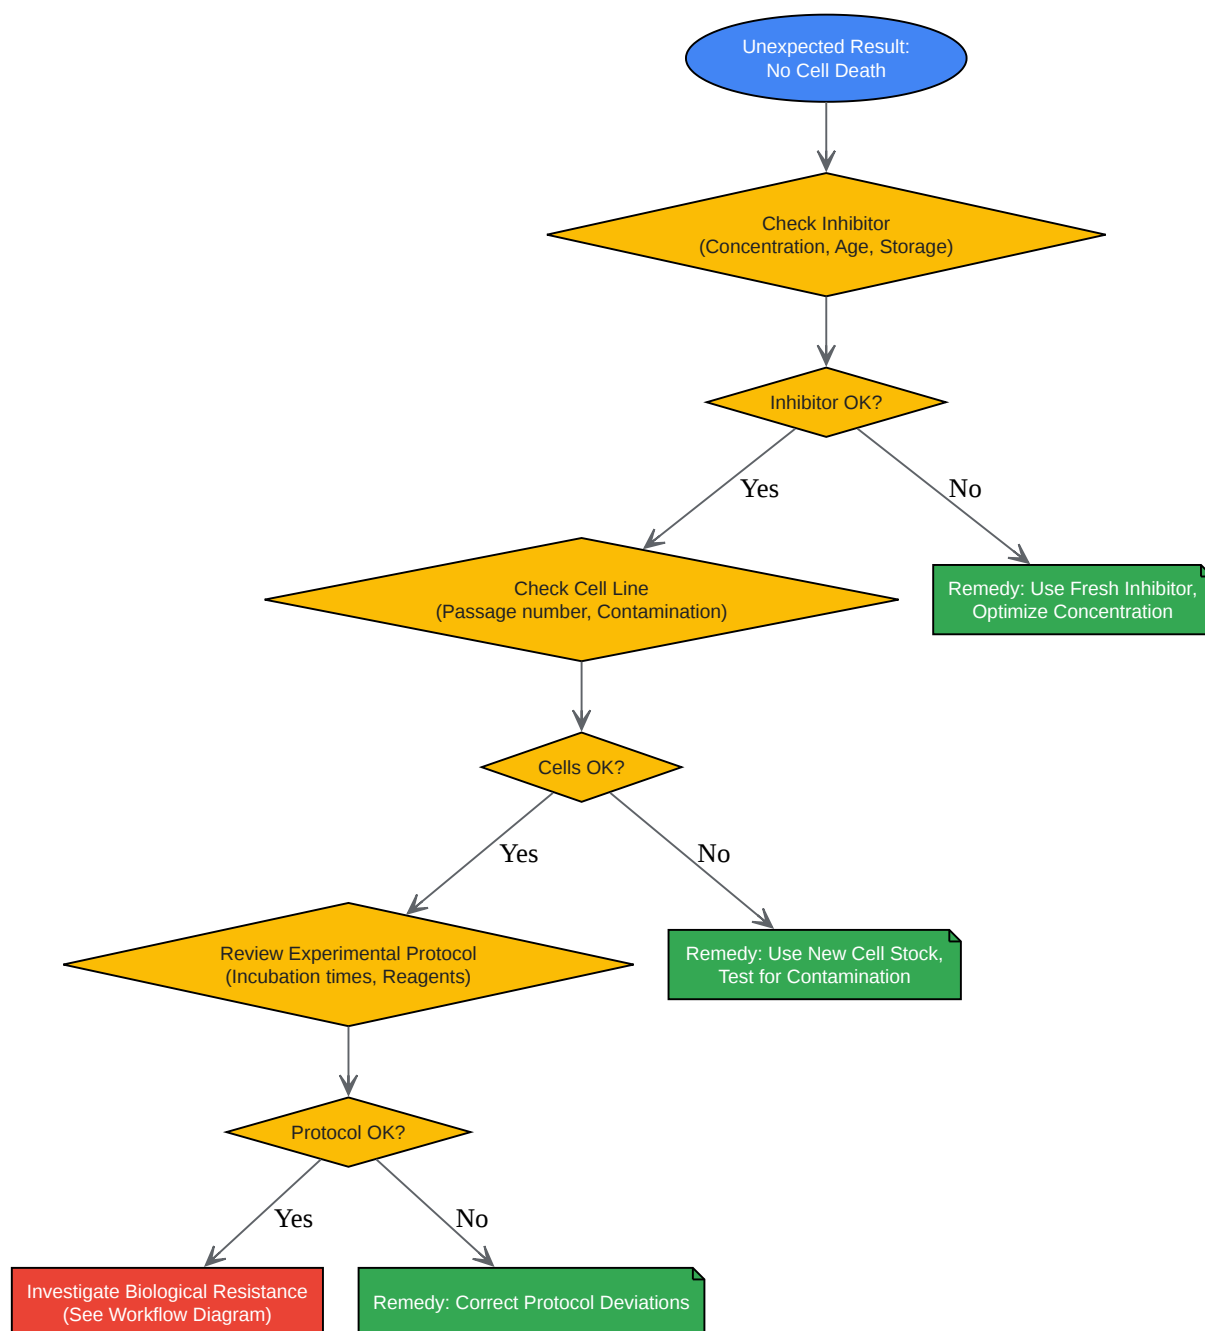 Unexpected Result:
No Cell Death
Check Inhibitor
(Concentration, Age, Storage)
Inhibitor OK?
Yes
No
Check Cell Line
(Passage number, Contamination)
Remedy: Use Fresh Inhibitor,
Optimize Concentration
Cells OK?
Yes
No
Review Experimental Protocol
(Incubation times, Reagents)
Remedy: Use New Cell Stock,
Test for Contamination
Protocol OK?
Yes
No
Investigate Biological Resistance
(See Workflow Diagram)
Remedy: Correct Protocol Deviations